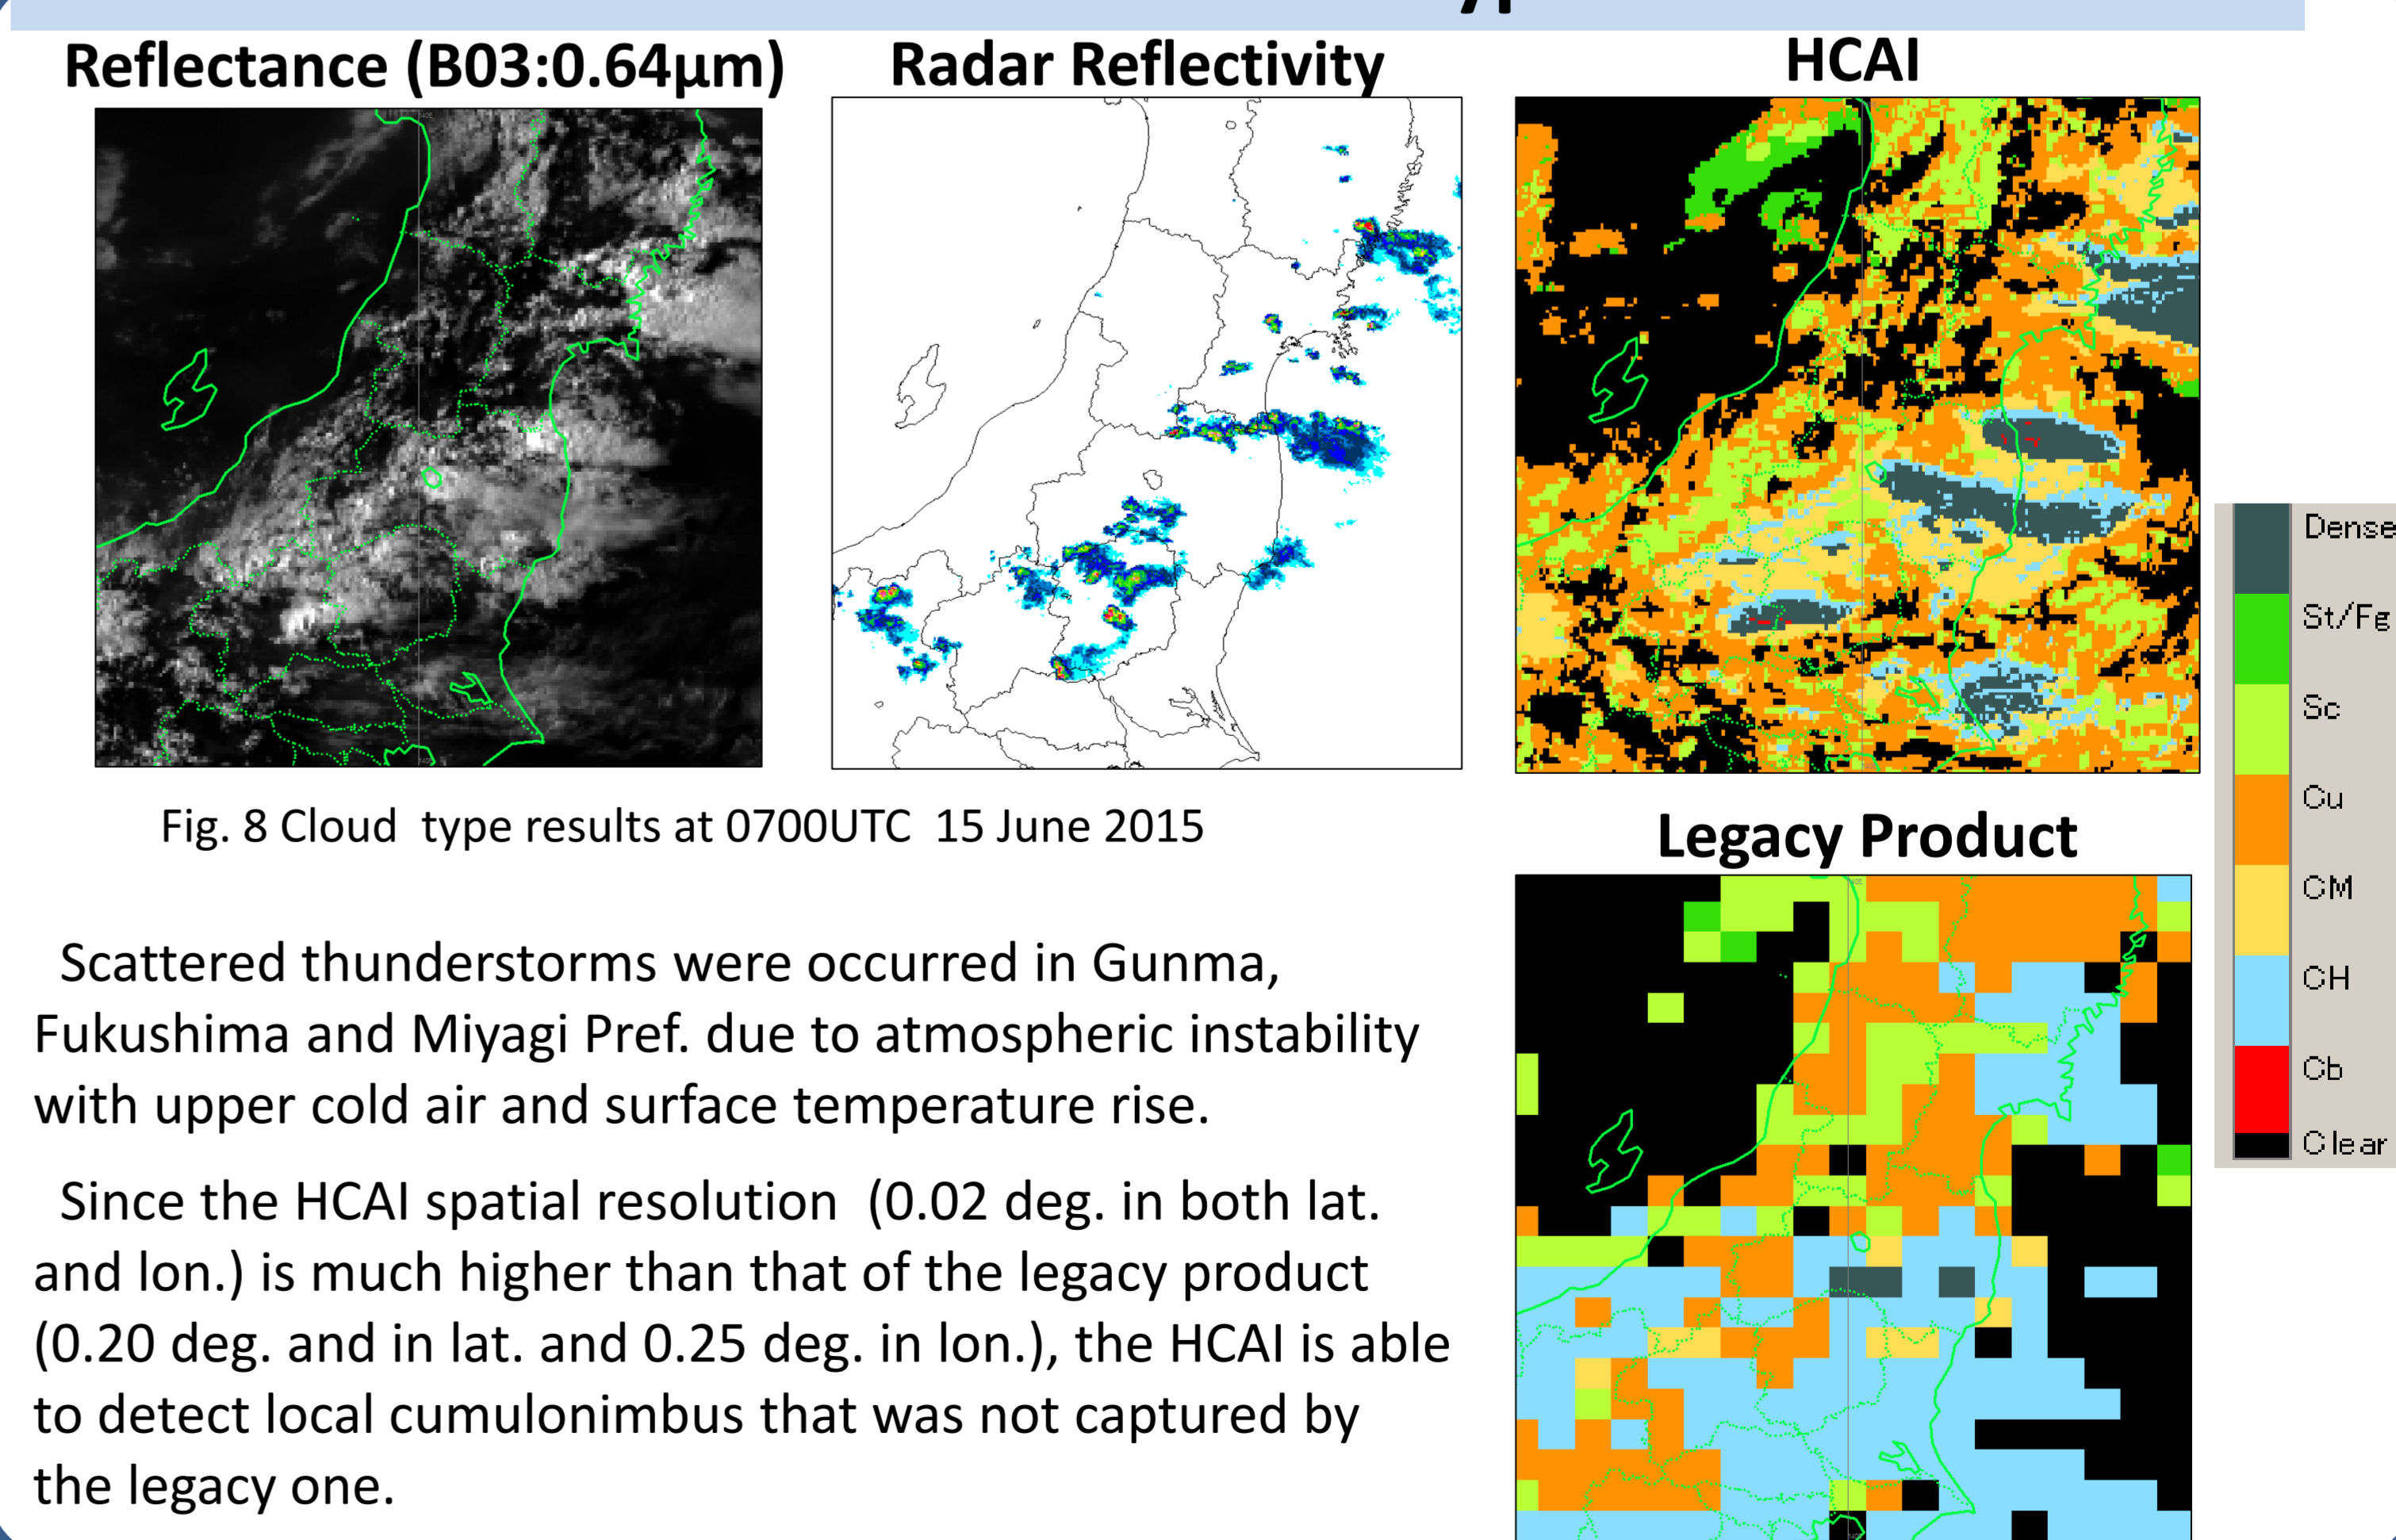 Reflectance (B03:0.64μm)
Radar Reflectivity
HCAI
Fig. 8 Cloud  type results at 0700UTC  15 June 2015
Legacy Product
Scattered thunderstorms were occurred in Gunma,
Fukushima and Miyagi Pref. due to atmospheric instability
with upper cold air and surface temperature rise.
Since the HCAI spatial resolution  (0.02 deg. in both lat.
and lon.) is much higher than that of the legacy product
(0.20 deg. and in lat. and 0.25 deg. in lon.), the HCAI is able
to detect local cumulonimbus that was not captured by
the legacy one.
Dense
St/Fg
Sc
Cu
CM
CH
Cb
Clear